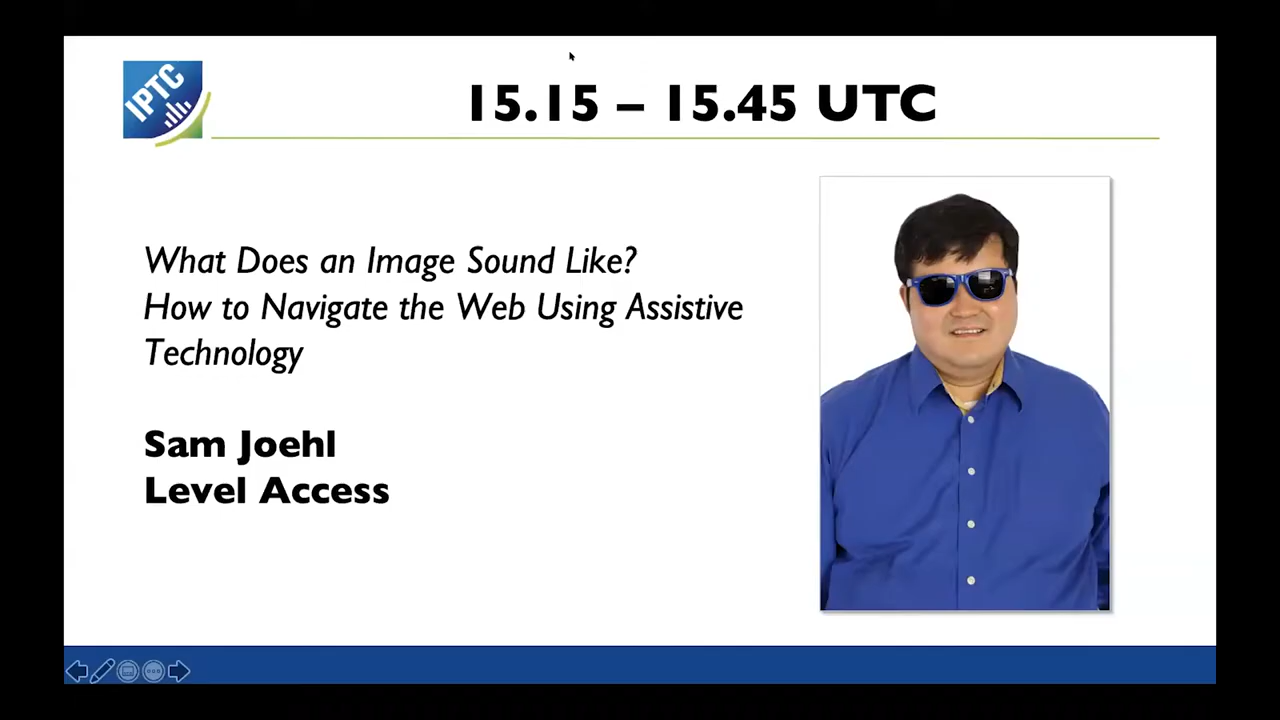 IPTC
15.15 – 15.45 UTC
What Does an Image Sound Like?
How to Navigate the Web Using Assistive
Technology
Sam Joehl
Level Access